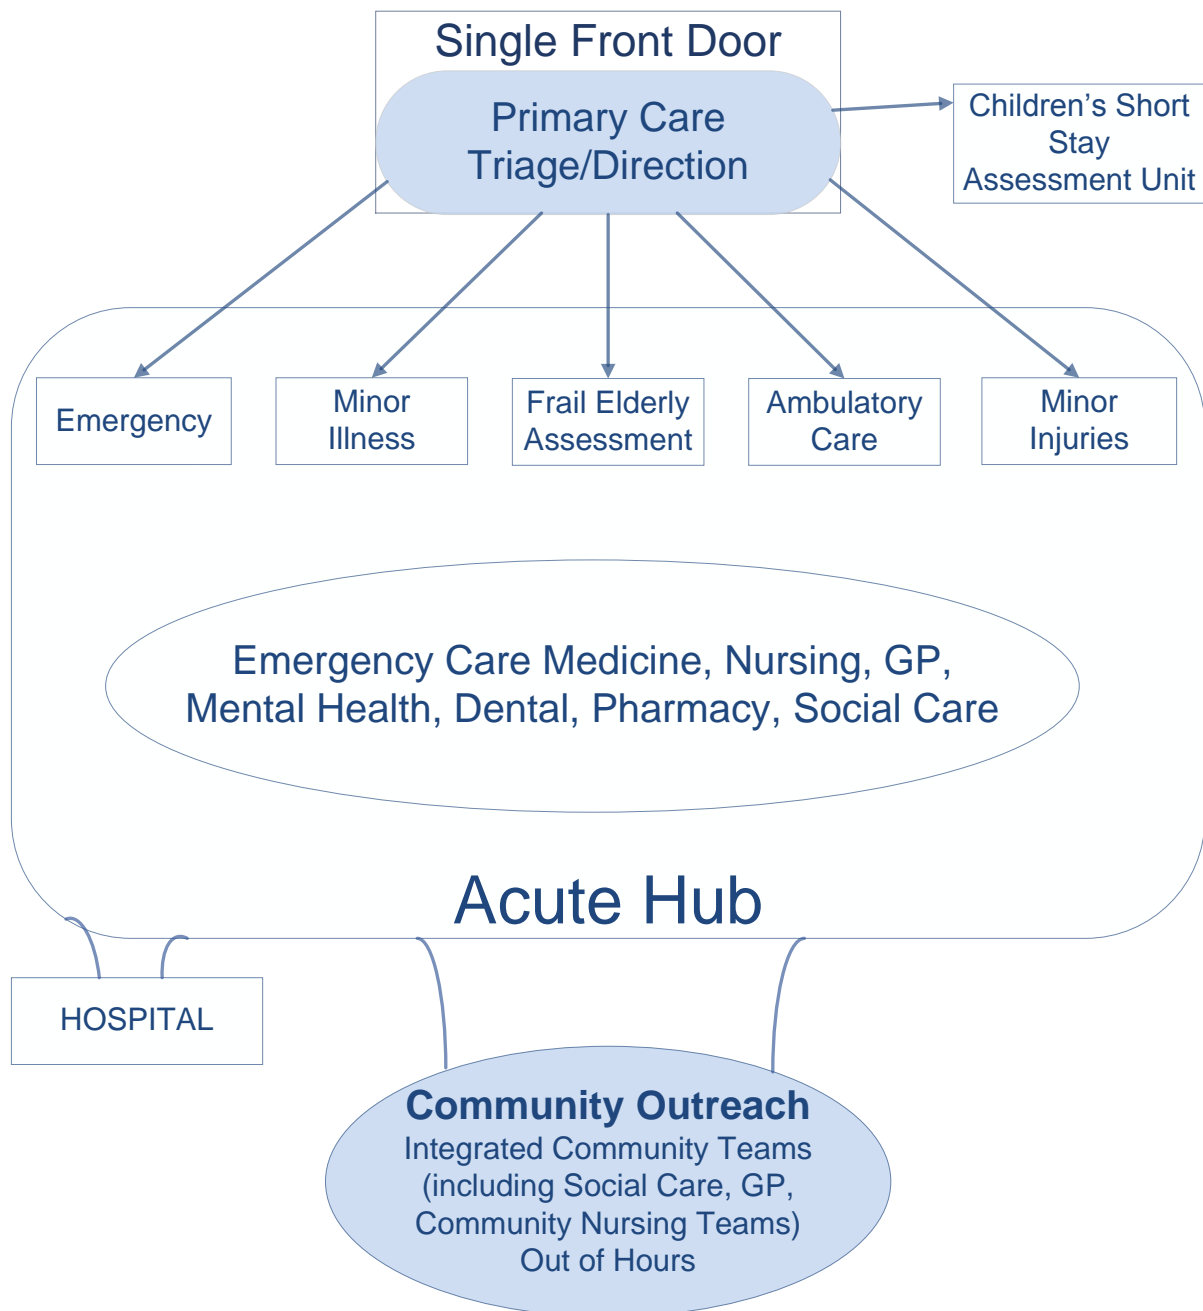 Single Front Door
Primary Care
Triage/Direction
Children’s Short
Stay
Assessment Unit
Emergency
Minor
Illness
Frail Elderly
Assessment
Ambulatory
Care
Minor
Injuries
Emergency Care Medicine, Nursing, GP,
Mental Health, Dental, Pharmacy, Social Care
Acute Hub
HOSPITAL
Community Outreach
Integrated Community Teams
(including Social Care, GP,
Community Nursing Teams)
Out of Hours